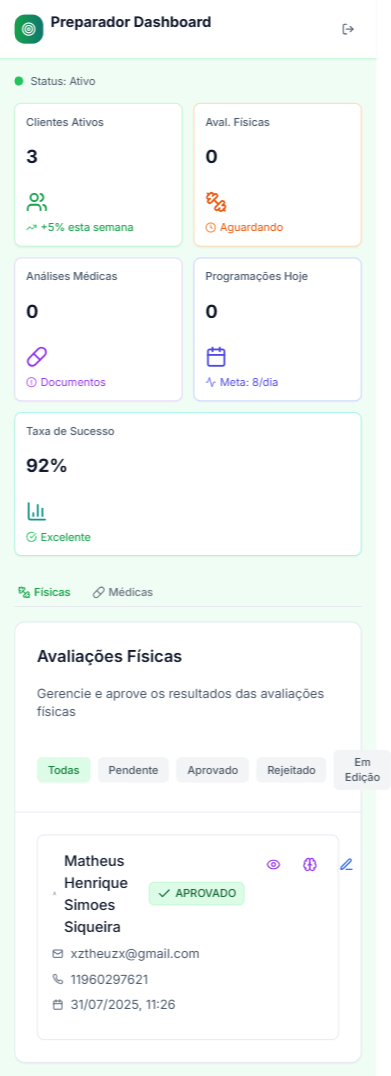 Preparador Dashboard
Status: Ativo
Clientes Ativos
3
+5% esta semana
Aval. Físicas
0
Aguardando
Análises Médicas
0
Documentos
Programações Hoje
0
Meta: 8/dia
Taxa de Sucesso
92%
Excelente
Físicas
Médicas
Avaliações Físicas
Gerencie e aprove os resultados das avaliações
físicas
Todas
Pendente
Aprovado
Rejeitado
Em
Edição
Matheus
Henrique
Simoes
Siqueira
APROVADO
xztheuzx@gmail.com
11960297621
31/07/2025, 11:26